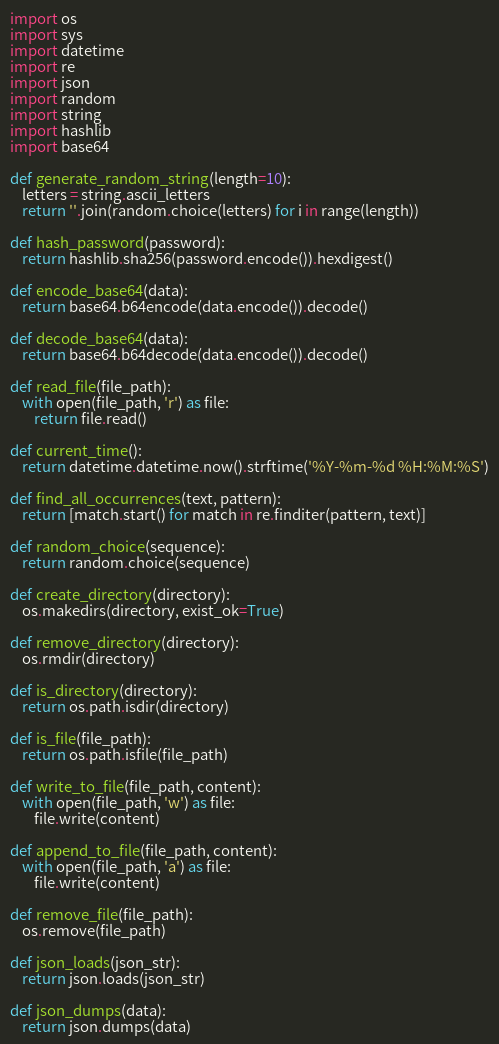 import os
import sys
import datetime
import re
import json
import random
import string
import hashlib
import base64

def generate_random_string(length=10):
    letters = string.ascii_letters
    return ''.join(random.choice(letters) for i in range(length))

def hash_password(password):
    return hashlib.sha256(password.encode()).hexdigest()

def encode_base64(data):
    return base64.b64encode(data.encode()).decode()

def decode_base64(data):
    return base64.b64decode(data.encode()).decode()

def read_file(file_path):
    with open(file_path, 'r') as file:
        return file.read()

def current_time():
    return datetime.datetime.now().strftime('%Y-%m-%d %H:%M:%S')

def find_all_occurrences(text, pattern):
    return [match.start() for match in re.finditer(pattern, text)]

def random_choice(sequence):
    return random.choice(sequence)

def create_directory(directory):
    os.makedirs(directory, exist_ok=True)

def remove_directory(directory):
    os.rmdir(directory)

def is_directory(directory):
    return os.path.isdir(directory)

def is_file(file_path):
    return os.path.isfile(file_path)

def write_to_file(file_path, content):
    with open(file_path, 'w') as file:
        file.write(content)

def append_to_file(file_path, content):
    with open(file_path, 'a') as file:
        file.write(content)

def remove_file(file_path):
    os.remove(file_path)

def json_loads(json_str):
    return json.loads(json_str)

def json_dumps(data):
    return json.dumps(data)